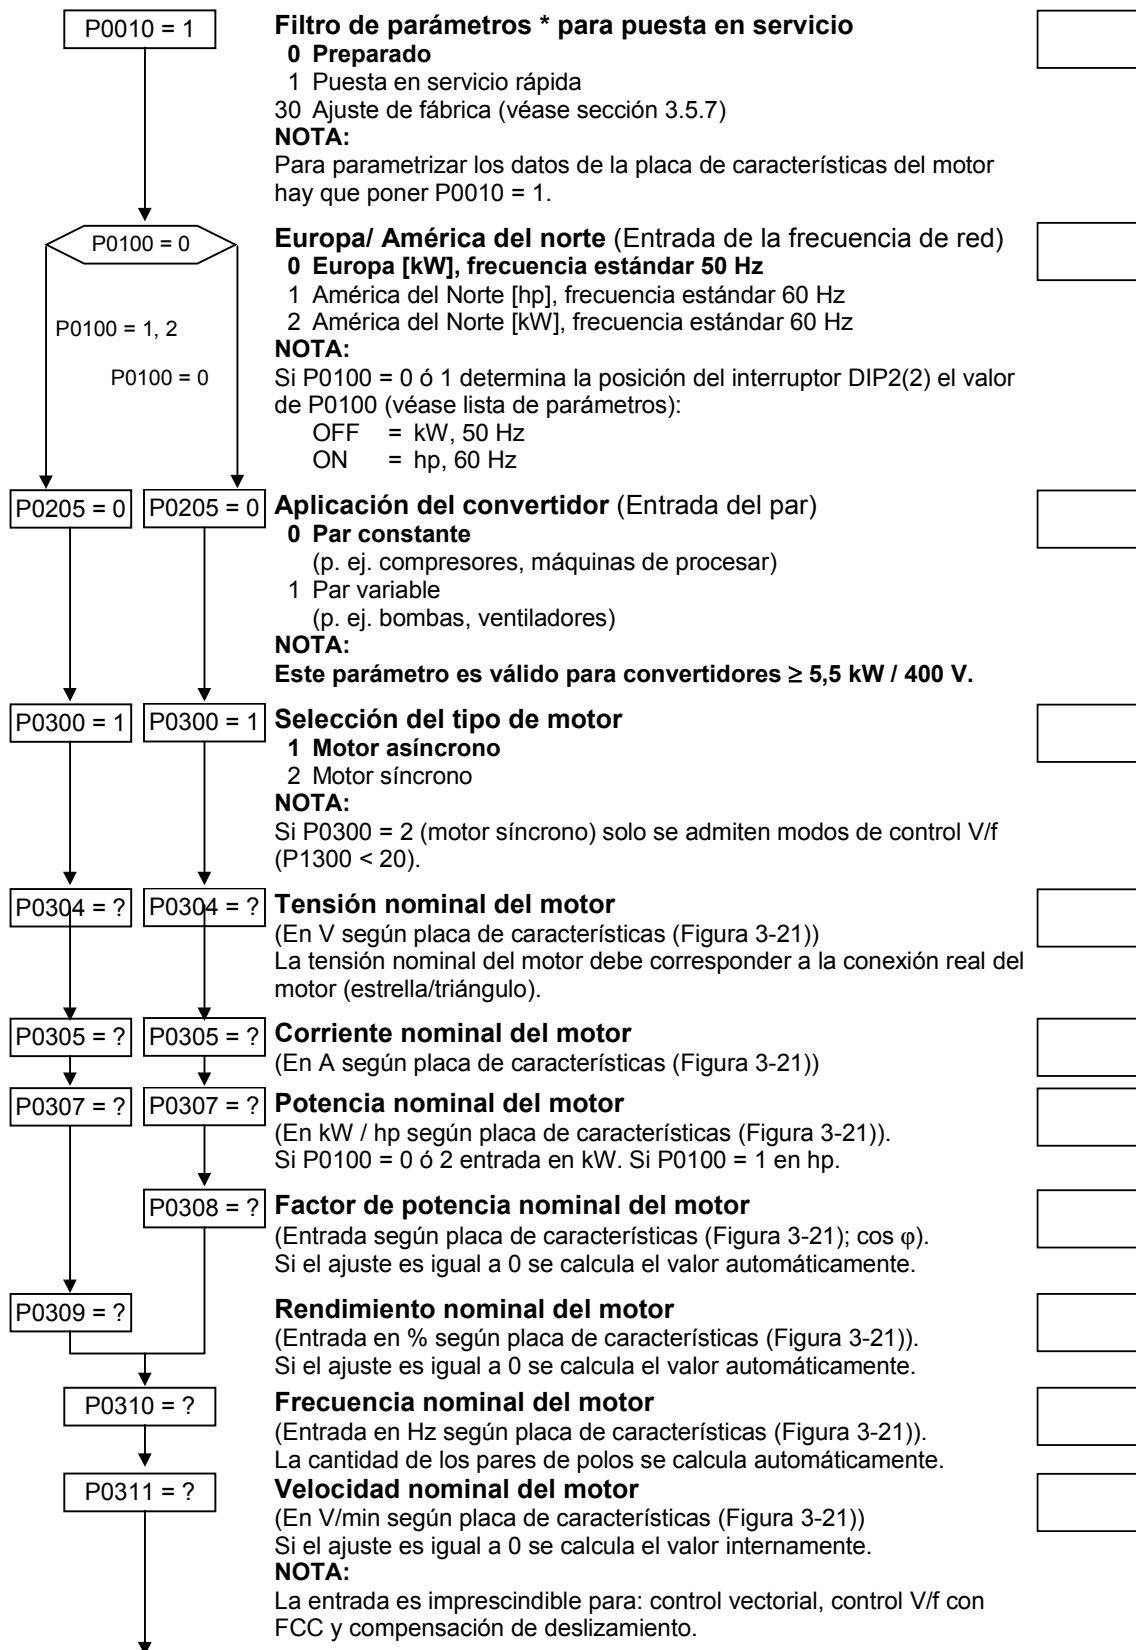 P0010 = 1
Filtro de parámetros * para puesta en servicio
0 Preparado
1 Puesta en servicio rápida
30 Ajuste de fábrica (véase sección 3.5.7)
NOTA:
Para parametrizar los datos de la placa de característicias del motor
hay que poner P0010 = 1.
P0100 = 0
P0100 = 1, 2
P0100 = 0
Europa/ América del norte (Entrada de la frecuencia de red)
0 Europa [kW], frecuencia estándar 50 Hz
1 América del Norte [hp], frecuencia estándar 60 Hz
2 América del Norte [kW], frecuencia estándar 60 Hz
NOTA:
Si P0100 = 0 ó 1 determina la posición del interruptor DIP2(2) el valor
de P0100 (véase lista de parámetros):
OFF = kW, 50 Hz
ON = hp, 60 Hz
P0205 = 0 P0205 = 0
Aplicación del convertidor (Entrada del par)
0 Par constante
(p. ej. compresores, máquinas de procesar)
1 Par variable
(p. ej. bombas, ventiladores)
NOTA:
Este parámetro es válido para convertidores ≥ 5,5 kW / 400 V.
P0300 = 1 P0300 = 1
Selección del tipo de motor
1 Motor asíncrono
2 Motor síncrono
NOTA:
Si P0300 = 2 (motor síncrono) solo se admiten modos de control V/f
(P1300 < 20).
P0304 = ? P0304 = ?
Tensión nominal del motor
(En V según placa de característicias (Figura 3-21))
La tensión nominal del motor debe corresponder a la conexión real del
motor (estrella/triángulo).
P0305 = ? P0305 = ?
Corriente nominal del motor
(En A según placa de característicias (Figura 3-21))
P0307 = ? P0307 = ?
Potencia nominal del motor
(En kW / hp según placa de característicias (Figura 3-21)).
Si P0100 = 0 ó 2 entrada en kW. Si P0100 = 1 en hp.
P0308 = ?
Factor de potencia nominal del motor
(Entrada según placa de característicias (Figura 3-21); cos φ).
Si el ajuste es igual a 0 se calcula el valor automáticamente.
P0309 = ?
Rendimiento nominal del motor
(Entrada en % según placa de característicias (Figura 3-21)).
Si el ajuste es igual a 0 se calcula el valor automáticamente.
P0310 = ?
Frecuencia nominal del motor
(Entrada en Hz según placa de característicias (Figura 3-21)).
La cantidad de los pares de polos se calcula automáticamente.
P0311 = ?
Velocidad nominal del motor
(En V/min según placa de característicias (Figura 3-21))
Si el ajuste es igual a 0 se calcula el valor internamente.
NOTA:
La entrada es imprescindible para: control vectorial, control V/f con
FCC y compensación de deslizamiento.